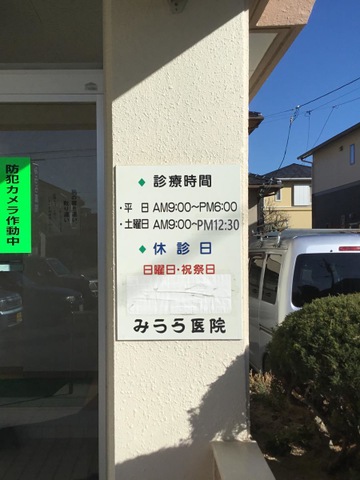 防犯カメラ作動中
◆ 診療時間
・平 日 AM9:00～PM6:00
・土曜日 AM9:00～PM12:30
◆ 休診日
日曜日・祝祭日
みうら医院